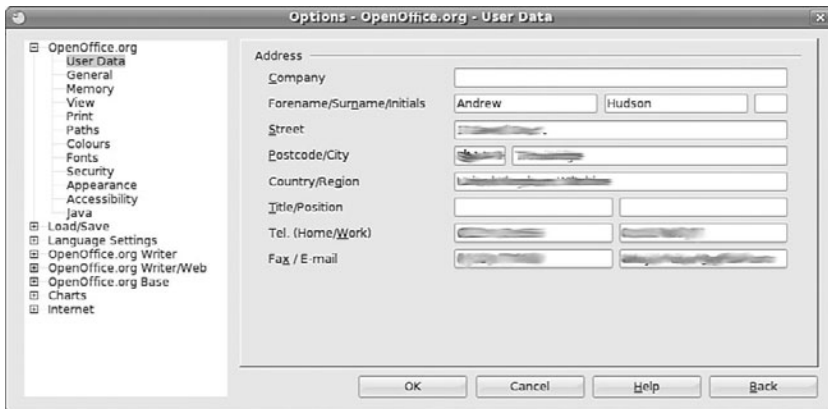 Options - OpenOffice.org - User Data
OpenOffice.org
User Data
General
Memory
View
Print
Paths
Colours
Fonts
Security
Appearance
Accessibility
Java
Load/Save
Language Settings
OpenOffice.org Writer
OpenOffice.org Writer/Web
OpenOffice.org Base
Charts
Internet
Address
Company
Forename/Surname/Initials Andrew Hudson
Street
Postcode/City
Country/Region
Title/Position
Tel. (Home/Work)
Fax / E-mail
OK Cancel Help Back